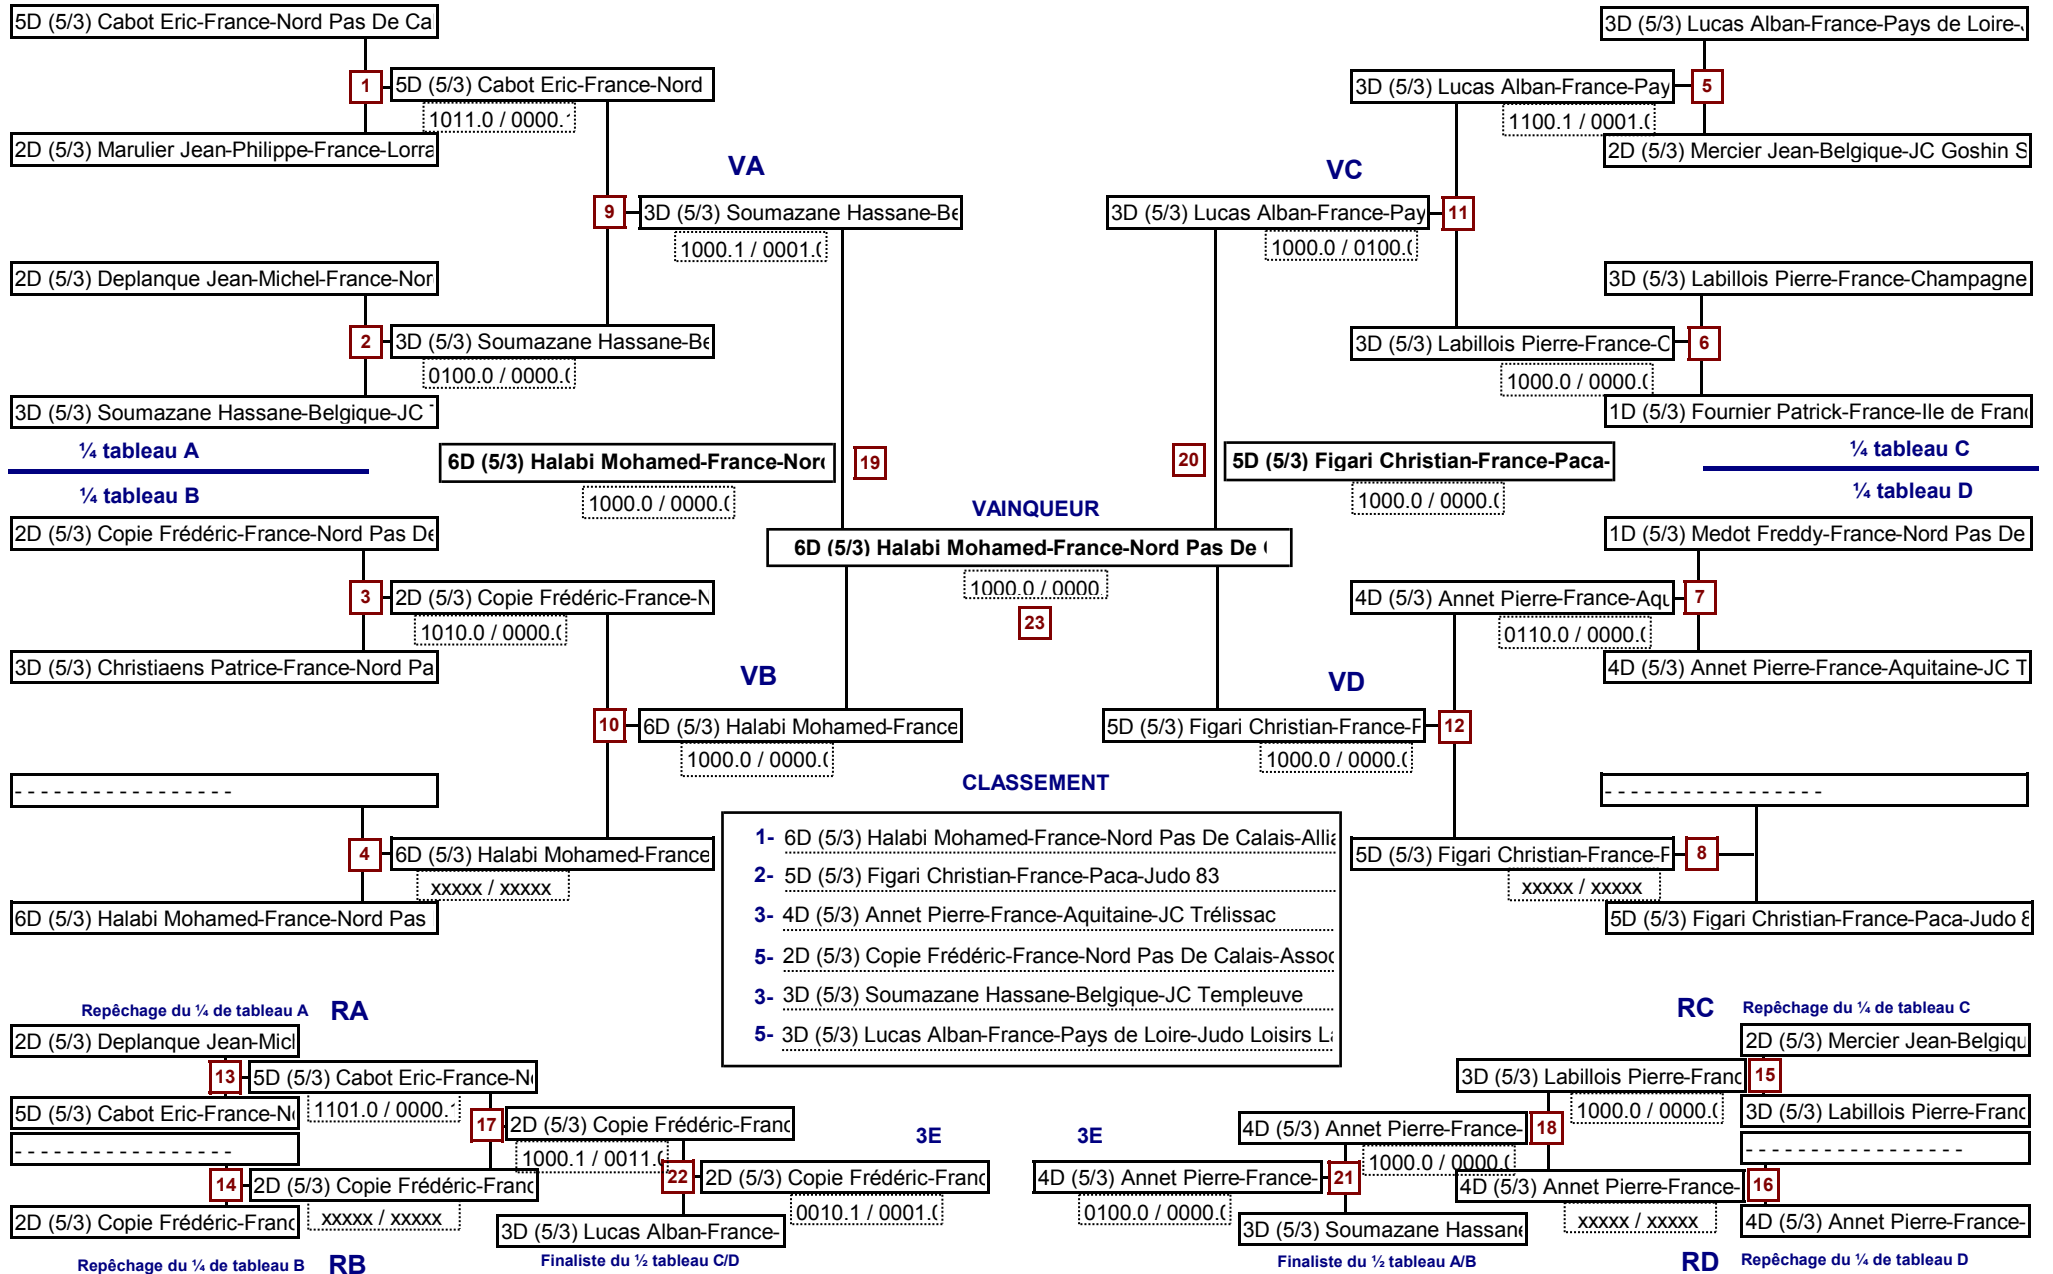 5D (5/3) Cabot Eric-France-Nord Pas De Ca
1
5D (5/3) Cabot Eric-France-Nord
1011.0 / 0000.
2D (5/3) Marulier Jean-Philippe-France-Lorra
VA
9
3D (5/3) Soumazane Hassane-Be
1000.1 / 0001.
2D (5/3) Deplanque Jean-Michel-France-Nor
2
3D (5/3) Soumazane Hassane-Be
0100.0 / 0000.
3D (5/3) Soumazane Hassane-Belgique-JC
¼ tableau A
¼ tableau B
6D (5/3) Halabi Mohamed-France-Nord
19
1000.0 / 0000.
2D (5/3) Copie Frédéric-France-Nord Pas De
3
2D (5/3) Copie Frédéric-France-N
1010.0 / 0000.
3D (5/3) Christiaens Patrice-France-Nord Pa
VB
10
6D (5/3) Halabi Mohamed-France
1000.0 / 0000.
- - - - - - - - - - - - - - - - -
4
6D (5/3) Halabi Mohamed-France
xxxxx / xxxxx
6D (5/3) Halabi Mohamed-France-Nord Pas
VAINQUEUR
6D (5/3) Halabi Mohamed-France-Nord Pas De
1000.0 / 0000
23
3D (5/3) Lucas Alban-France-Pays de Loire-
3D (5/3) Lucas Alban-France-Pay
5
1100.1 / 0001.
2D (5/3) Mercier Jean-Belgique-JC Goshin S
VC
3D (5/3) Lucas Alban-France-Pay
11
1000.0 / 0100.
3D (5/3) Labillois Pierre-France-Champagne
3D (5/3) Labillois Pierre-France-C
6
1000.0 / 0000.
1D (5/3) Fournier Patrick-France-Ile de Fran
¼ tableau C
¼ tableau D
20
5D (5/3) Figari Christian-France-Paca-
1000.0 / 0000.
1D (5/3) Medot Freddy-France-Nord Pas De
4D (5/3) Annet Pierre-France-Aqu
7
0110.0 / 0000.
4D (5/3) Annet Pierre-France-Aquitaine-JC T
VD
5D (5/3) Figari Christian-France-F
12
1000.0 / 0000.
- - - - - - - - - - - - - - - - -
5D (5/3) Figari Christian-France-F
8
xxxxx / xxxxx
5D (5/3) Figari Christian-France-Paca-Judo 8
CLASSEMENT
1- 6D (5/3) Halabi Mohamed-France-Nord Pas De Calais-Allia
2- 5D (5/3) Figari Christian-France-Paca-Judo 83
3- 4D (5/3) Annet Pierre-France-Aquitaine-JC Trélissac
5- 2D (5/3) Copie Frédéric-France-Nord Pas De Calais-Assoc
3- 3D (5/3) Soumazane Hassane-Belgique-JC Templeuve
5- 3D (5/3) Lucas Alban-France-Pays de Loire-Judo Loisirs La
Repêchage du ¼ de tableau A RA
2D (5/3) Deplanque Jean-Mich
13
5D (5/3) Cabot Eric-France-No
5D (5/3) Cabot Eric-France-No
1101.0 / 0000.
- - - - - - - - - - - - - - - - -
17
2D (5/3) Copie Frédéric-Franc
1000.1 / 0011.
14
2D (5/3) Copie Frédéric-Franc
2D (5/3) Copie Frédéric-Franc
xxxxx / xxxxx
Repêchage du ¼ de tableau B RB
3E
22
2D (5/3) Copie Frédéric-Franc
0010.1 / 0001.
3D (5/3) Lucas Alban-France-
Finaliste du ½ tableau C/D
RC Repêchage du ¼ de tableau C
2D (5/3) Mercier Jean-Belgiqu
3D (5/3) Labillois Pierre-Franc
15
1000.0 / 0000.
3D (5/3) Labillois Pierre-Franc
- - - - - - - - - - - - - - - - -
4D (5/3) Annet Pierre-France-
18
1000.0 / 0000.
3E
4D (5/3) Annet Pierre-France-
21
0100.0 / 0000.
4D (5/3) Annet Pierre-France-
16
xxxxx / xxxxx
4D (5/3) Annet Pierre-France-
3D (5/3) Soumazane Hassane
Finaliste du ½ tableau A/B
RD Repêchage du ¼ de tableau D